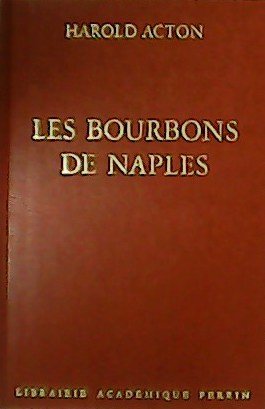 HAROLD ACTON
LES BOURBONS
DE NAPLES
LIBRAIRIE ACADÉMIQUE PERRIN